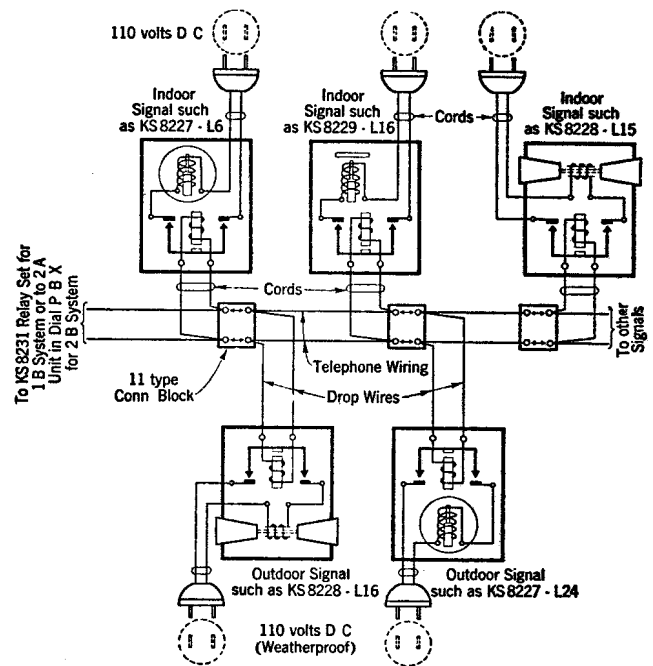 110 volts D C
Indoor
Signal such
as KS 8227 - L6
Indoor
Signal such
as KS 8229 - L16
Cords
Indoor
Signal such
as KS 8228 - L15
Cords
To KS8231 Relay Set for
1 B System or to 2 A
Unit in Dial P B X
for 2 B System
To other
Signals
11 type
Conn Block
Telephone Wiring
Drop Wires
Outdoor Signal
such as KS 8228 - L16
Outdoor Signal
such as KS 8227 - L24
110 volts D C
(Weatherproof)